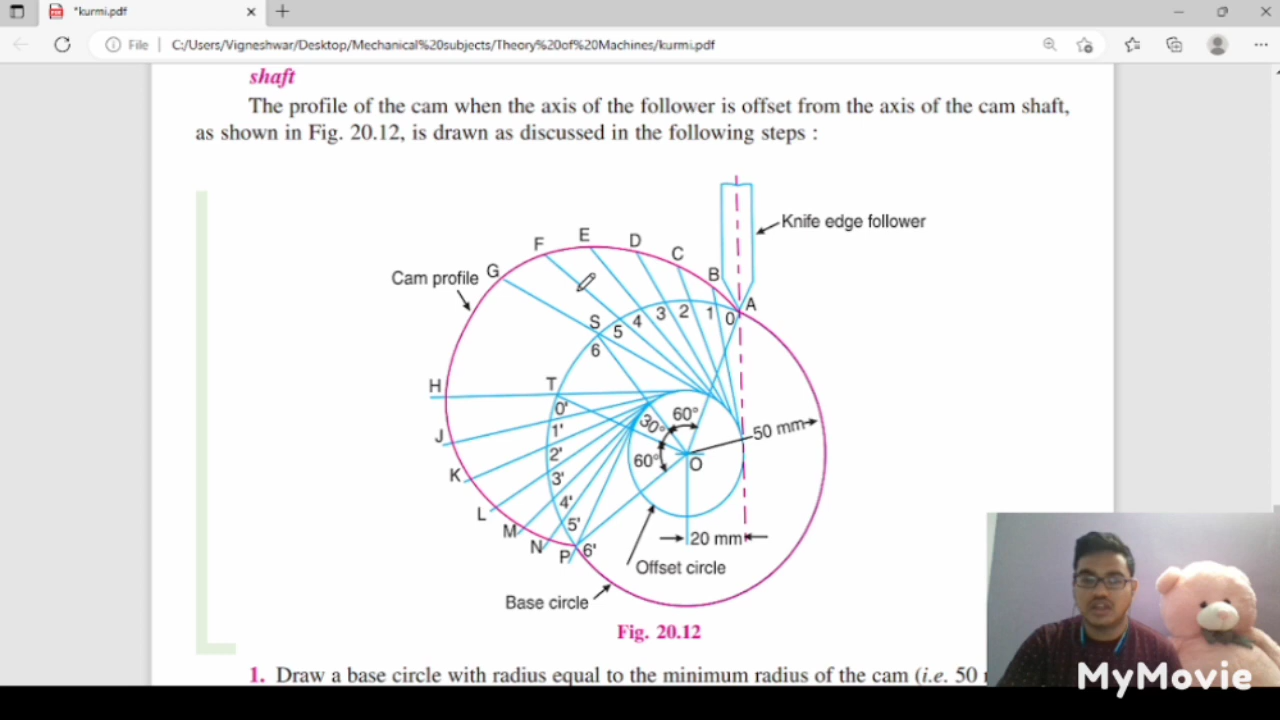 *kurmi.pdf
File
C:/Users/Vigneshwar/Desktop/Mechanical%20subjects/Theory%20of%20Machines/kurmi.pdf
shaft
The profile of the cam when the axis of the follower is offset from the axis of the cam shaft,
as shown in Fig. 20.12, is drawn as discussed in the following steps :
Knife edge follower
Cam profile
G F E D C B A
S 6 5 4 3 2 1 0
H T
0'
J 1'
K 2'
L 3'
M 4'
N 5'
P 6'
30° 60°
60° O
50 mm
20 mm
Offset circle
Base circle
Fig. 20.12
1. Draw a base circle with radius equal to the minimum radius of the cam (i.e. 50
MyMovie